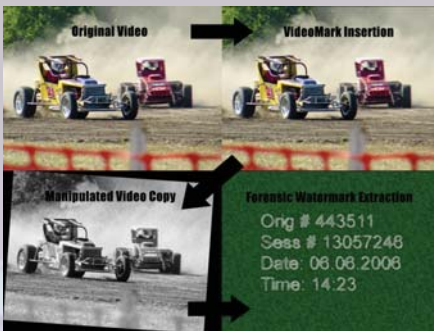 Original Video
VideoMark Insertion
Manipulated Video Copy
Forensic Watermark Extraction
Orig # 443511
Sess # 13057246
Date: 06.06.2006
Time: 14:23